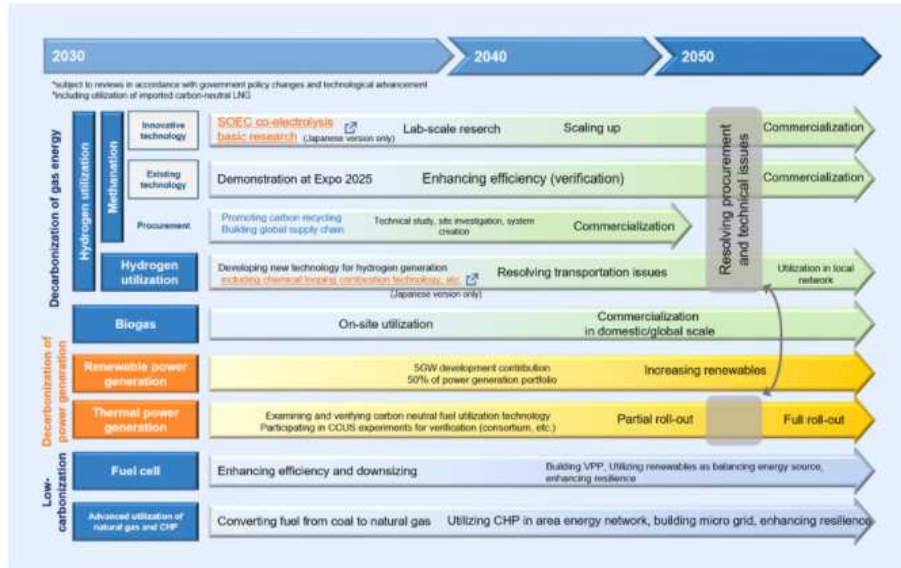 2030
2040
2050
*subject to reviews in accordance with government policy changes and technological advancement
*including utilization of imported carbon-neutral LNG
Decarbonization of gas energy
Hydrogen utilization
Methanation
Innovative
technology
SOEC co-electrolysis
basic research (Japanese version only)
Lab-scale reserch
Scaling up
Commercialization
Resolving procurement
and technical issues
Existing
technology
Demonstration at Expo 2025
Enhancing efficiency (verification)
Commercialization
Procurement
Promoting carbon recycling
Building global supply chain
Technical study, site investigation, system
creation
Commercialization
Hydrogen
utilization
Developing new technology for hydrogen generation
including chemical looping combustion technology, etc.
(Japanese version only)
Resolving transportation issues
Utilization in local
network
Biogas
On-site utilization
Commercialization
in domestic/global scale
Decarbonization of
power generation
Renewable power
generation
5GW development contribution
50% of power generation portfolio
Increasing renewables
Thermal power
generation
Examining and verifying carbon neutral fuel utilization technology
Participating in CCUS experiments for verification (consortium, etc.)
Partial roll-out
Full roll-out
Low-
carbonization
Fuel cell
Enhancing efficiency and downsizing
Building VPP, Utilizing renewables as balancing energy source,
enhancing resilience
Advanced utilization of
natural gas and CHP
Converting fuel from coal to natural gas
Utilizing CHP in area energy network, building micro grid, enhancing resilience